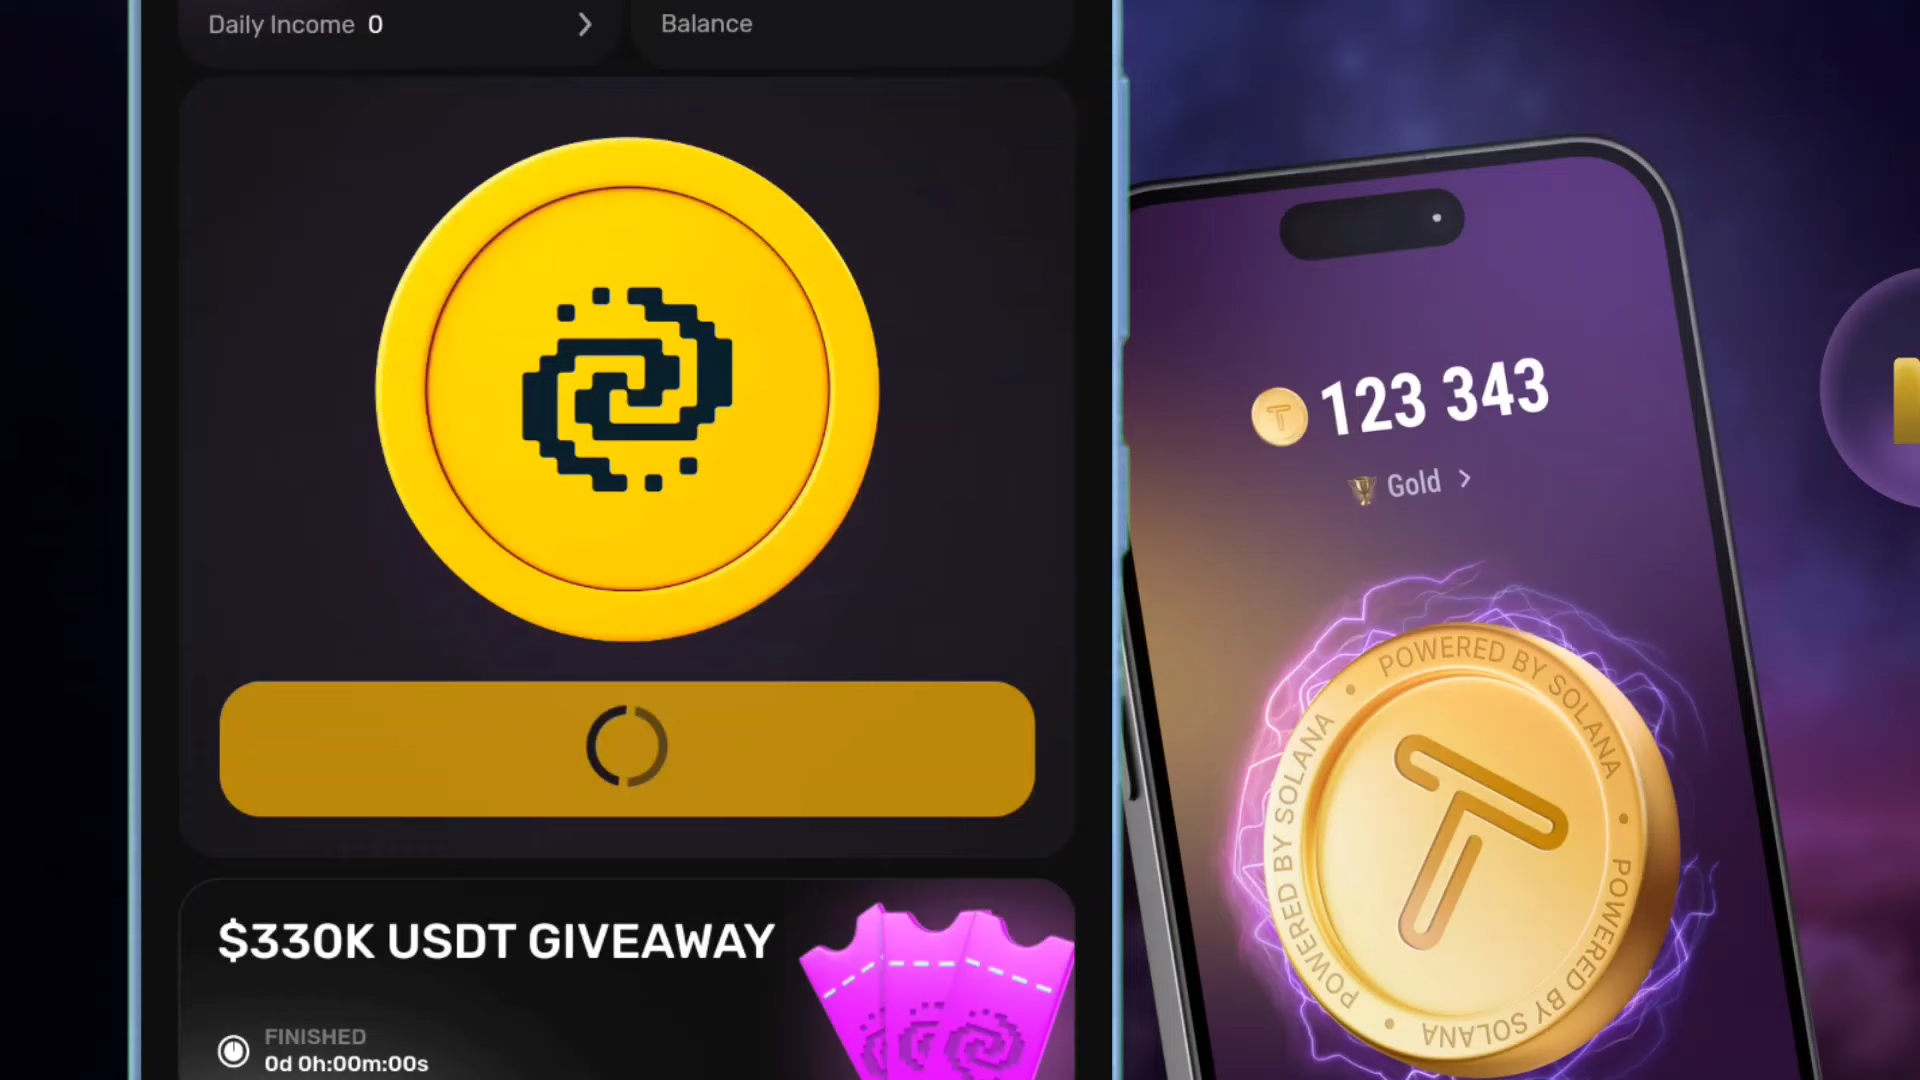 Daily Income 0
Balance
$330K USDT GIVEAWAY
FINISHED
0d 0h:00m:00s
123 343
Gold
POWERED BY SOLANA
POWERED BY SOLANA
POWERED BY SOLANA